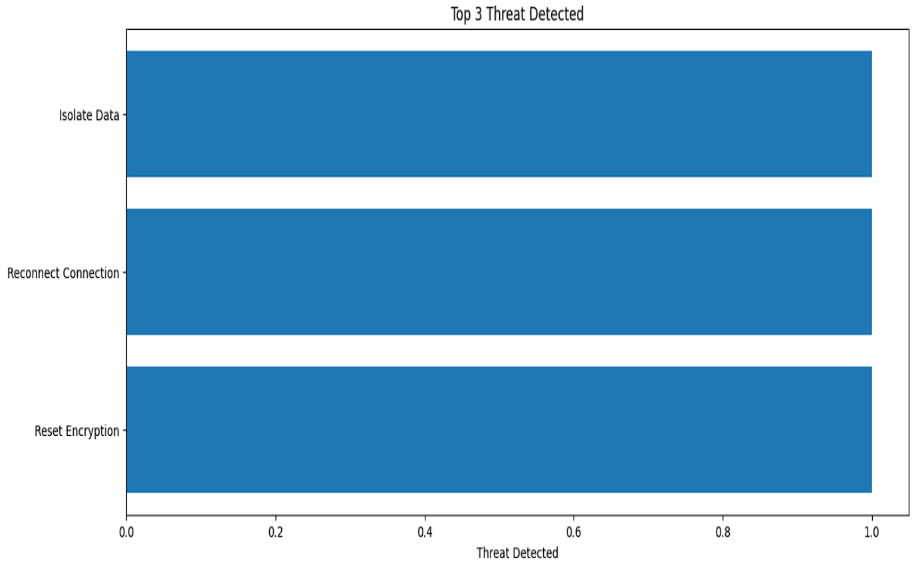 Top 3 Threat Detected
Isolate Data
Reconnect Connection
Reset Encryption
0.0 0.2 0.4 0.6 0.8 1.0
Threat Detected